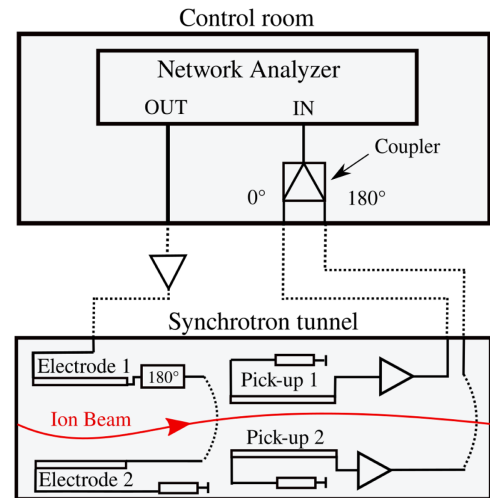 Control room
Network Analyzer
OUT IN
Coupler
0° 180°
Synchrotron tunnel
Electrode 1
180°
Pick-up 1
Ion Beam
Pick-up 2
Electrode 2